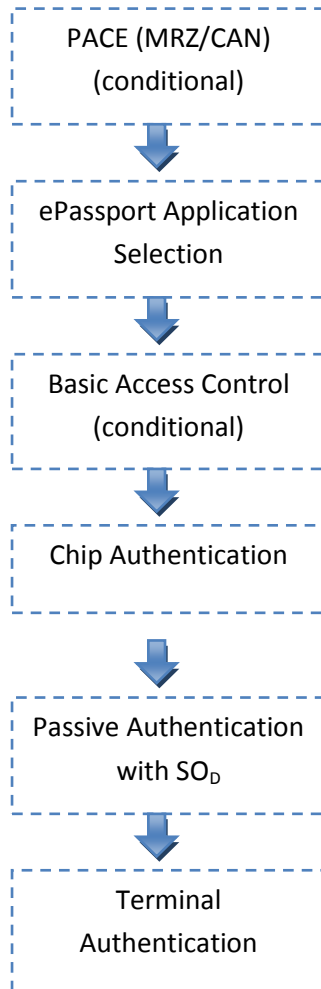 PACE (MRZ/CAN)
(conditional)
ePassport Application
Selection
Basic Access Control
(conditional)
Chip Authentication
Passive Authentication
with SO_D
Terminal
Authentication